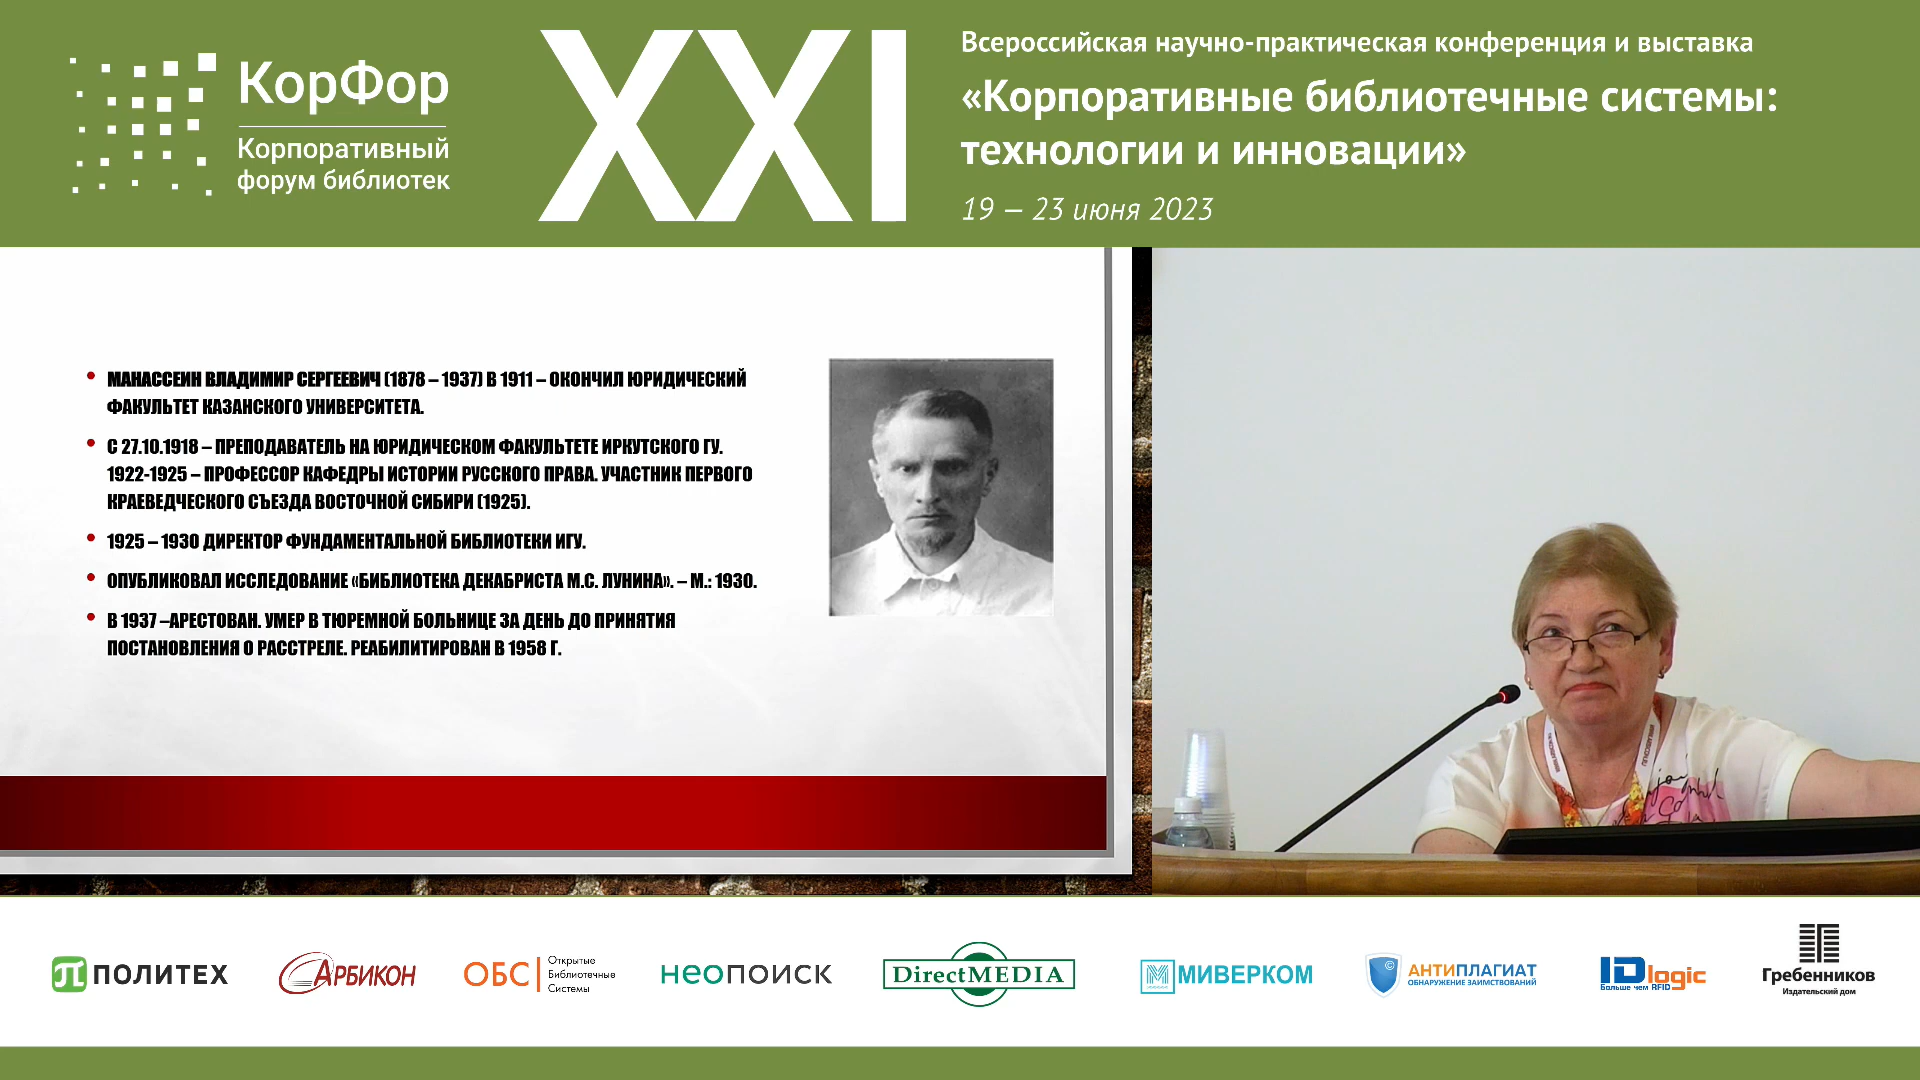 КорФор
Корпоративный
форум библиотек
XXI
Всероссийская научно-практическая конференция и выставка
«Корпоративные библиотечные системы:
технологии и инновации»
19 — 23 июня 2023
• МАНАССЕИН ВЛАДИМИР СЕРГЕЕВИЧ (1878 – 1937) В 1911 – ОКОНЧИЛ ЮРИДИЧЕСКИЙ
ФАКУЛЬТЕТ КАЗАНСКОГО УНИВЕРСИТЕТА.
• С 27.10.1918 – ПРЕПОДАВАТЕЛЬ НА ЮРИДИЧЕСКОМ ФАКУЛЬТЕТЕ ИРКУТСКОГО ГУ.
1922-1925 – ПРОФЕССОР КАФЕДРЫ ИСТОРИИ РУССКОГО ПРАВА. УЧАСТНИК ПЕРВОГО
КРАЕВЕДЧЕСКОГО СЪЕЗДА ВОСТОЧНОЙ СИБИРИ (1925).
• 1925 – 1930 ДИРЕКТОР ФУНДАМЕНТАЛЬНОЙ БИБЛИОТЕКИ ИГУ.
• ОПУБЛИКОВАЛ ИССЛЕДОВАНИЕ «БИБЛИОТЕКА ДЕКАБРИСТА М.С. ЛУНИНА». – М.: 1930.
• В 1937 –АРЕСТОВАН. УМЕР В ТЮРЕМНОЙ БОЛЬНИЦЕ ЗА ДЕНЬ ДО ПРИНЯТИЯ
ПОСТАНОВЛЕНИЯ О РАССТРЕЛЕ. РЕАБИЛИТИРОВАН В 1958 Г.
π ПОЛИТЕХ
АРБИКОН
ОБС
Открытые
Библиотечные
Системы
неопоиск
DirectMEDIA
МИВЕРКОМ
© АНТИПЛАГИАТ
ОБНАРУЖЕНИЕ ЗАИМСТВОВАНИЙ
IDlogic
Больше чем RFID
Гребенников
Издательский дом